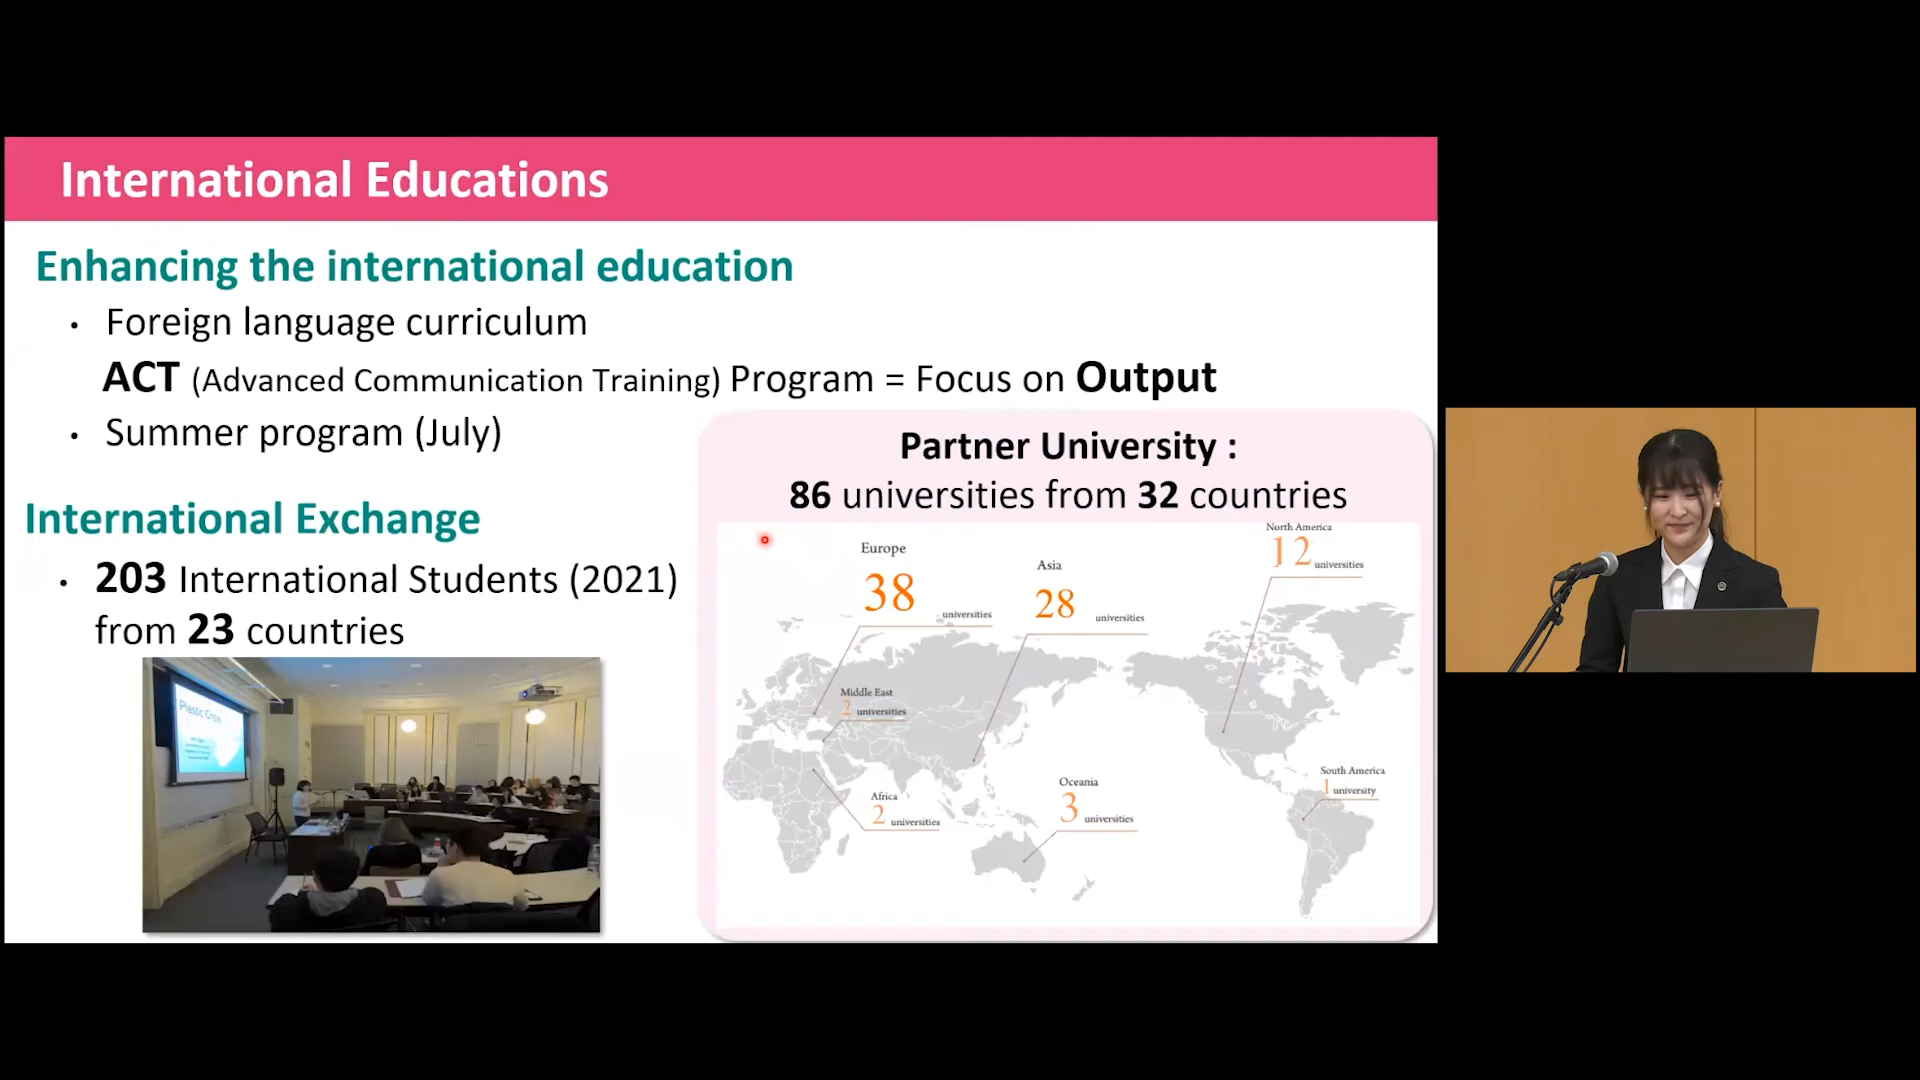 International Educations
Enhancing the international education
• Foreign language curriculum
ACT (Advanced Communication Training) Program = Focus on Output
• Summer program (July)
International Exchange
• 203 International Students (2021)
from 23 countries
Plastic
Partner University :
86 universities from 32 countries
Europe
38 universities
Asia
28 universities
North America
12 universities
Middle East
2 universities
Africa
2 universities
Oceania
3 universities
South America
1 university